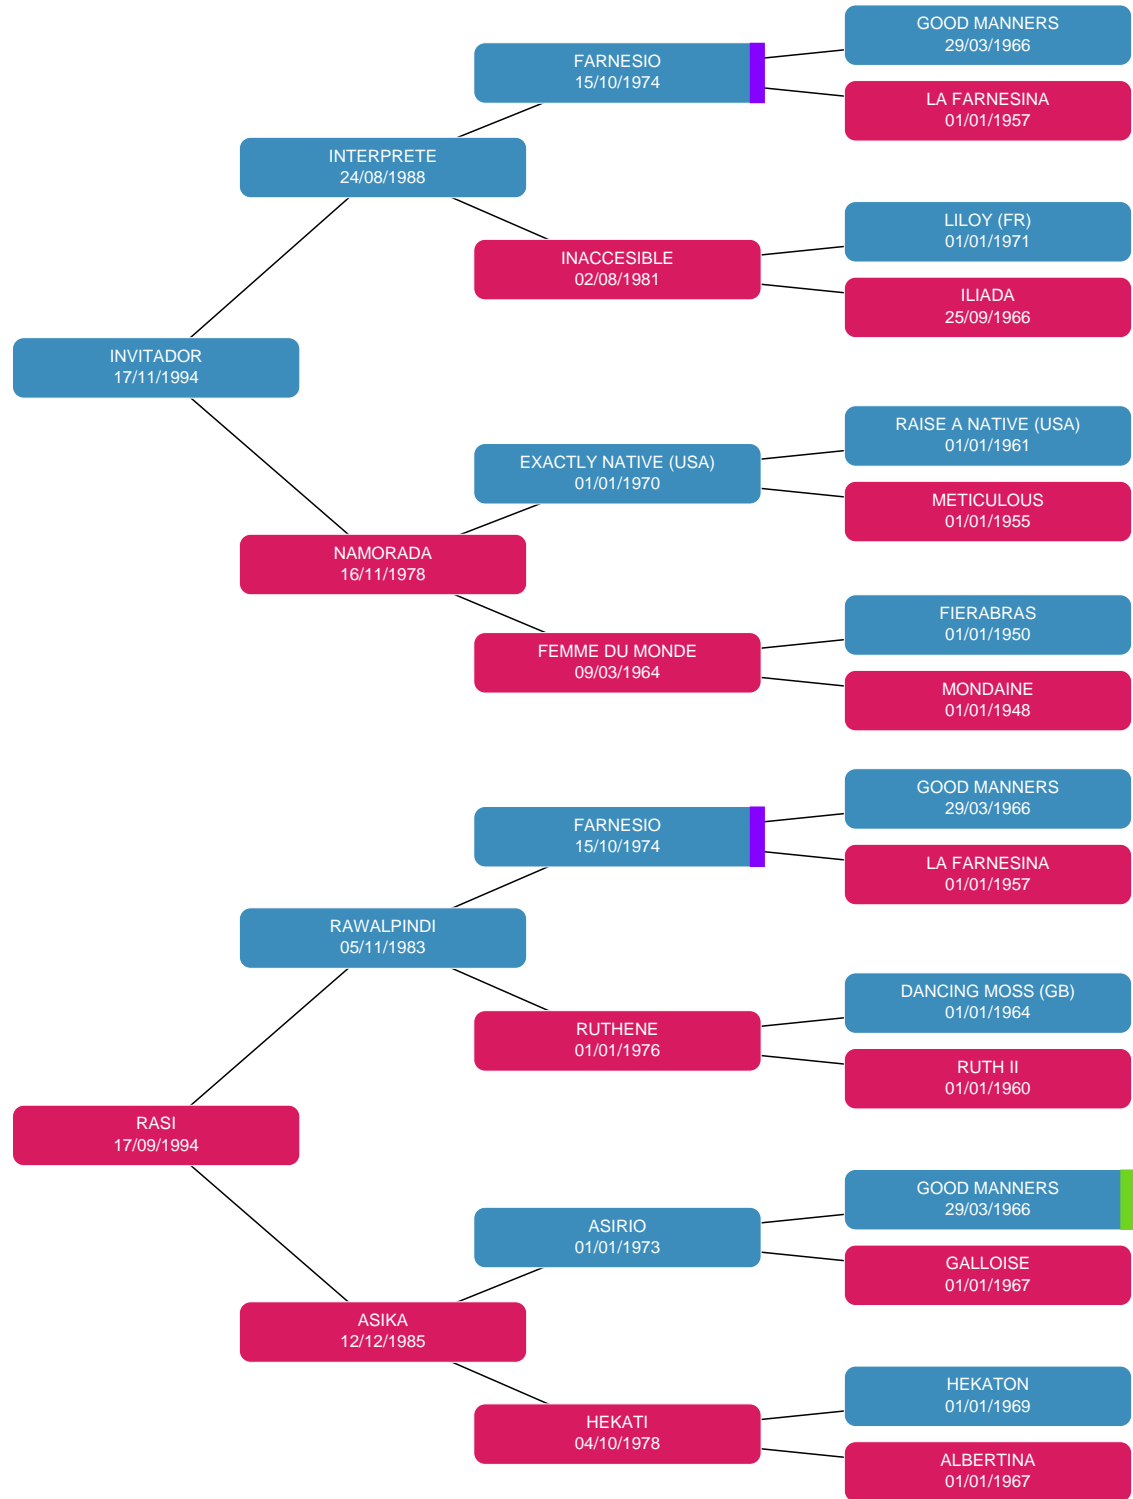 GOOD MANNERS
29/03/1966
FARNESIO
15/10/1974
LA FARNESINA
01/01/1957
INTERPRETE
24/08/1988
LILOY (FR)
01/01/1971
INACCESIBLE
02/08/1981
ILIADA
25/09/1966
INVITADOR
17/11/1994
RAISE A NATIVE (USA)
01/01/1961
EXACTLY NATIVE (USA)
01/01/1970
METICULOUS
01/01/1955
NAMORADA
16/11/1978
FIERABRAS
01/01/1950
FEMME DU MONDE
09/03/1964
MONDAINE
01/01/1948
GOOD MANNERS
29/03/1966
FARNESIO
15/10/1974
LA FARNESINA
01/01/1957
RAWALPINDI
05/11/1983
DANCING MOSS (GB)
01/01/1964
RUTHENE
01/01/1976
RUTH II
01/01/1960
RASI
17/09/1994
GOOD MANNERS
29/03/1966
ASIRIO
01/01/1973
GALLOISE
01/01/1967
ASIKA
12/12/1985
HEKATON
01/01/1969
HEKATI
04/10/1978
ALBERTINA
01/01/1967